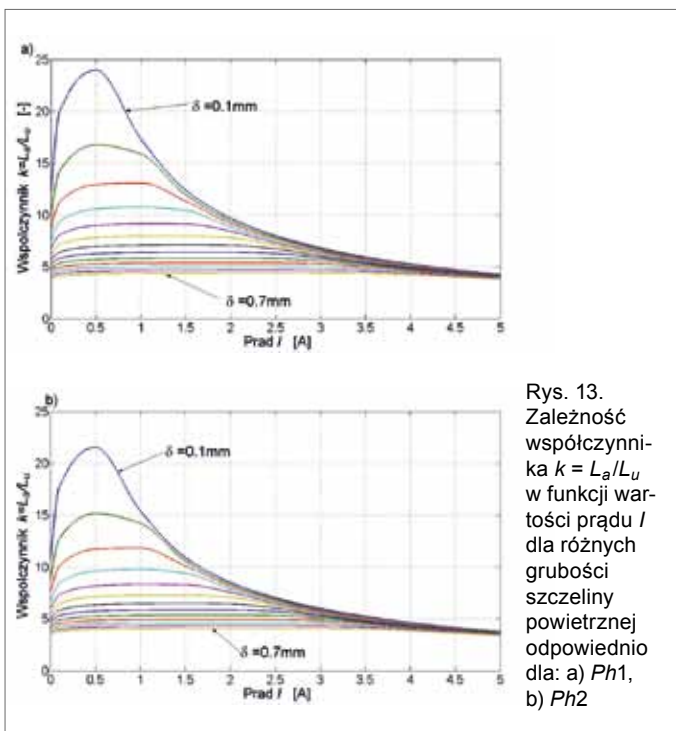 a)
Wspolczynnik k=La/Lu [-]
25
20
15
10
5
0
δ =0.1mm
δ =0.7mm
0 0.5 1 1.5 2 2.5 3 3.5 4 4.5 5
Prad I [A]
b)
Wspolczynnik k=La/Lu
25
20
15
10
5
0
δ =0.1mm
δ =0.7mm
0 0.5 1 1.5 2 2.5 3 3.5 4 4.5 5
Prad I [A]
Rys. 13.
Zależność
współczynni-
ka k = La/Lu
w funkcji war-
tości prądu I
dla różnych
grubości
szczeliny
powietrznej
odpowiednio
dla: a) Ph1,
b) Ph2